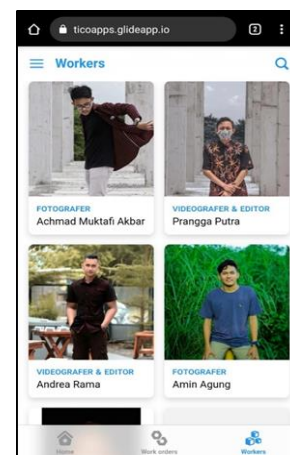 ticoapps.glideapp.io
2
Workers
FOTOGRAFER
Achmad Muktafi Akbar
VIDEOGRAFER & EDITOR
Prangga Putra
VIDEOGRAFER & EDITOR
Andrea Rama
FOTOGRAFER
Amin Agung
Home
Work orders
Workers